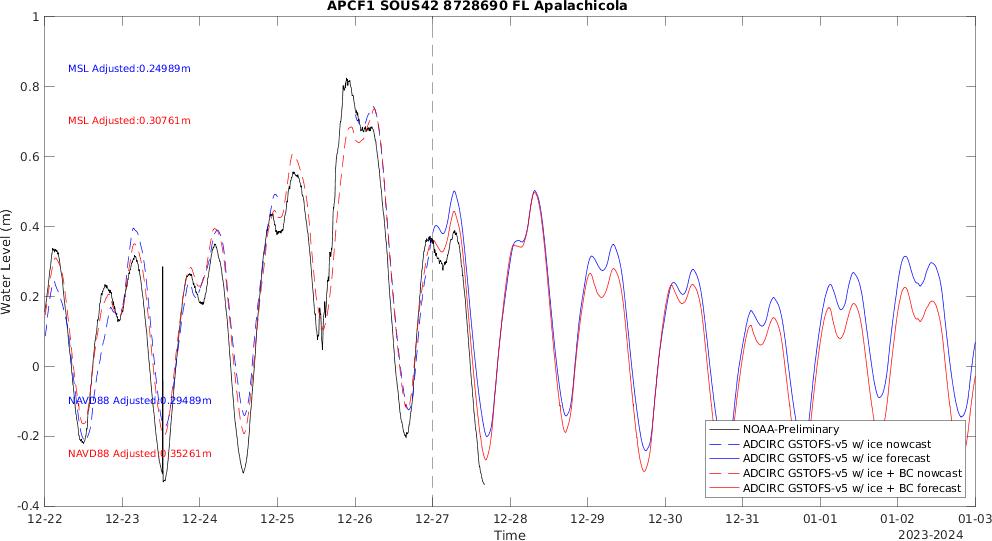 APCF1 SOUS42 8728690 FL Apalachicola
Water Level (m)
1
0.8
0.6
0.4
0.2
0
-0.2
-0.4
MSL Adjusted:0.24989m
MSL Adjusted:0.30761m
NAVD88 Adjusted:0.29489m
NAVD88 Adjusted:0.35261m
NOAA-Preliminary
ADCIRC GSTOFS-v5 w/ ice nowcast
ADCIRC GSTOFS-v5 w/ ice forecast
ADCIRC GSTOFS-v5 w/ ice + BC nowcast
ADCIRC GSTOFS-v5 w/ ice + BC forecast
12-22 12-23 12-24 12-25 12-26 12-27 12-28 12-29 12-30 12-31 01-01 01-02 01-03
Time
2023-2024